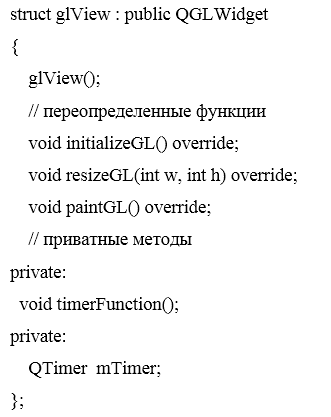 struct glView : public QGLWidget
{
glView();
// переопределенные функции
void initializeGL() override;
void resizeGL(int w, int h) override;
void paintGL() override;
// приватные методы
private:
void timerFunction();
private:
QTimer mTimer;
};